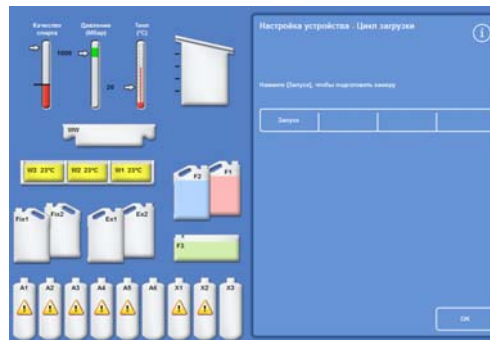 Качество спирта
Давление (Мбар)
Темп (°C)
1000
20
WW
W3 23°C
W2 23°C
W1 23°C
F2
F1
F3
Fix1
Fix2
Ex1
Ex2
A1
A2
A3
A4
A5
A6
X1
X2
X3
Настройка устройства - Цикл загрузки
i
Нажмите [Запуск], чтобы подготовить камеру
Запуск
ОК